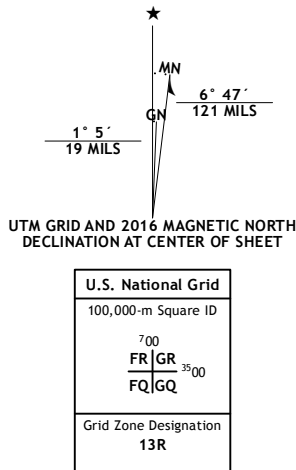 ★
MN
GN
6° 47´
121 MILS
1° 5´
19 MILS
UTM GRID AND 2016 MAGNETIC NORTH
DECLINATION AT CENTER OF SHEET
U.S. National Grid
100,000-m Square ID
⁷00
FR GR
³⁵00
FQ GQ
Grid Zone Designation
13R